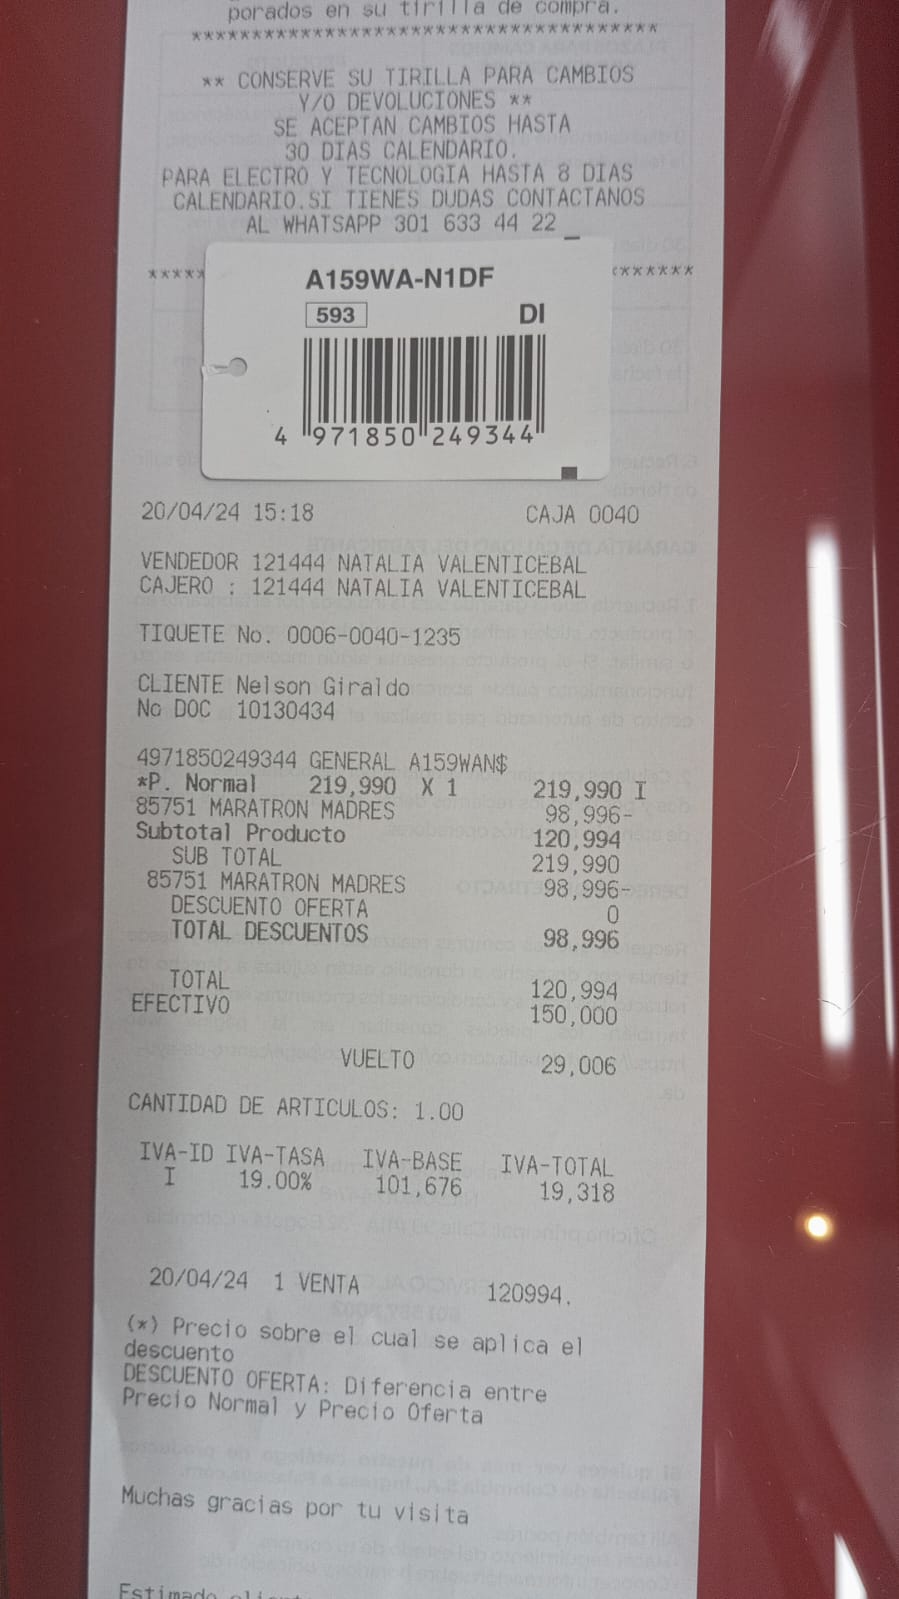 porados en su tirilla de compra.
***************************************
** CONSERVE SU TIRILLA PARA CAMBIOS
Y/O DEVOLUCIONES **
SE ACEPTAN CAMBIOS HASTA
30 DIAS CALENDARIO.
PARA ELECTRO Y TECNOLOGIA HASTA 8 DIAS
CALENDARIO.SI TIENES DUDAS CONTACTANOS
AL WHATSAPP 301 633 44 22
A159WA-N1DF
593 DI
4 971850 249344
20/04/24 15:18 CAJA 0040
VENDEDOR 121444 NATALIA VALENTICEBAL
CAJERO : 121444 NATALIA VALENTICEBAL
TIQUETE No. 0006-0040-1235
CLIENTE Nelson Giraldo
No DOC 10130434
4971850249344 GENERAL A159WAN$
*P. Normal 219,990 X 1 219,990 I
85751 MARATRON MADRES 98,996-
Subtotal Producto 120,994
SUB TOTAL 219,990
85751 MARATRON MADRES 98,996-
DESCUENTO OFERTA 0
TOTAL DESCUENTOS 98,996
TOTAL 120,994
EFECTIVO 150,000
VUELTO 29,006
CANTIDAD DE ARTICULOS: 1.00
IVA-ID IVA-TASA IVA-BASE IVA-TOTAL
I 19.00% 101,676 19,318
20/04/24 1 VENTA 120994.
(*) Precio sobre el cual se aplica el
descuento
DESCUENTO OFERTA: Diferencia entre
Precio Normal y Precio Oferta
Muchas gracias por tu visita
Estimado